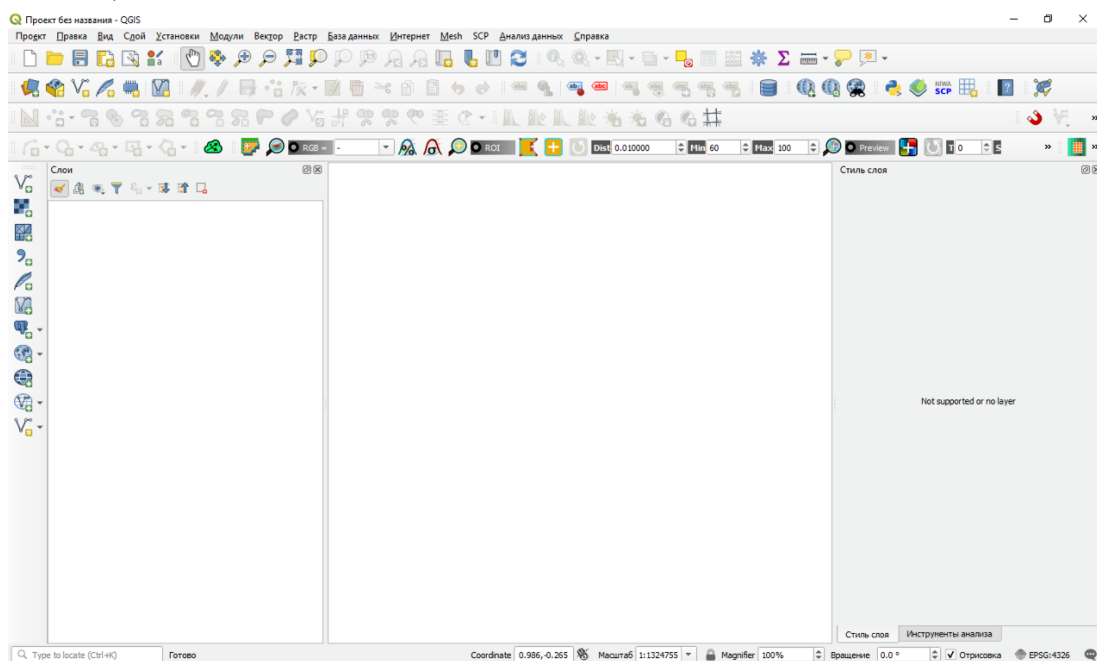 Проект без названия - QGIS
Проект Правка Вид Слой Установки Модули Вектор Растр База данных Интернет Mesh SCP Анализ данных Справка
abc
SCP
RGB = - ROI Dist 0.010000 Min 60 Max 100 Preview T 0 S
Слои
Стиль слоя
Not supported or no layer
Стиль слоя Инструменты анализа
Type to locate (Ctrl+K) Готово Coordinate 0.986,-0.265 Масштаб 1:1324755 Magnifier 100% Вращение 0.0 ° Отрисовка EPSG:4326